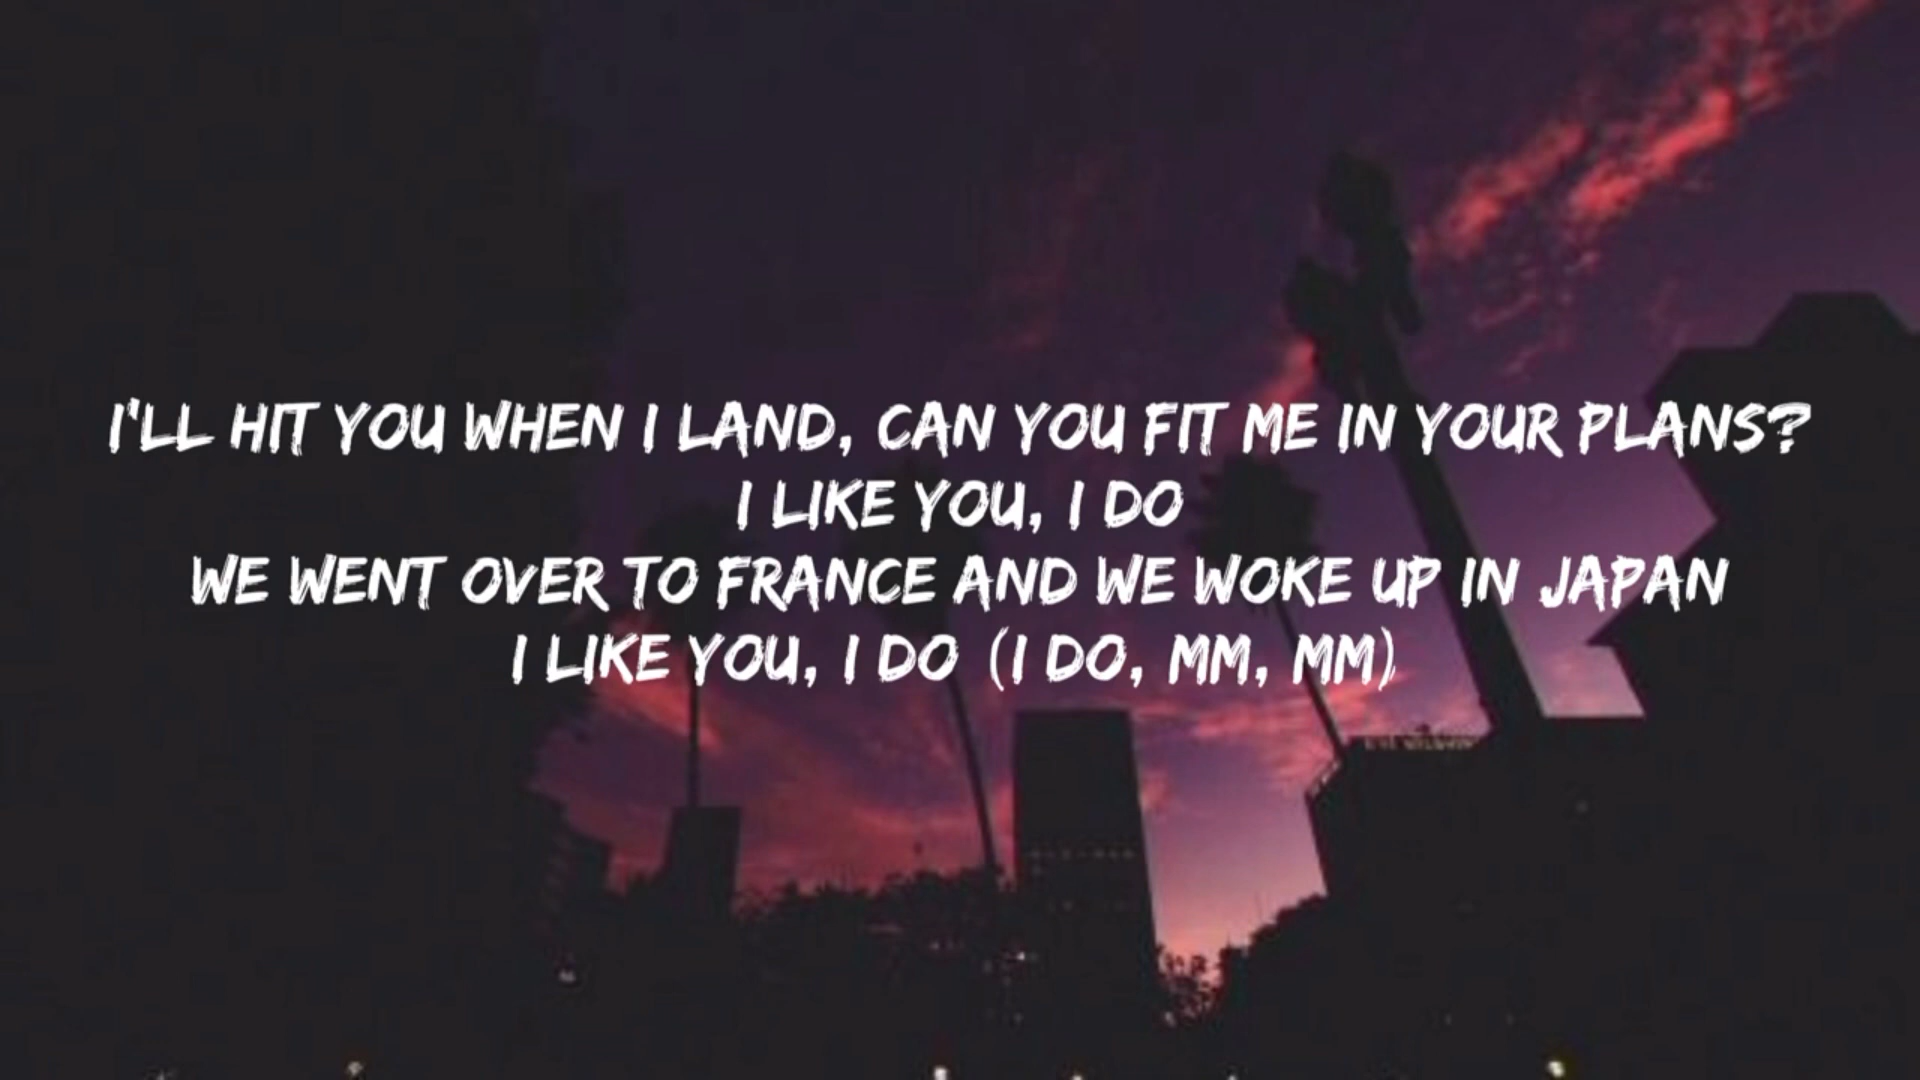 I'LL HIT YOU WHEN I LAND, CAN YOU FIT ME IN YOUR PLANS?
I LIKE YOU, I DO
WE WENT OVER TO FRANCE AND WE WOKE UP IN JAPAN
I LIKE YOU, I DO (I DO, MM, MM)